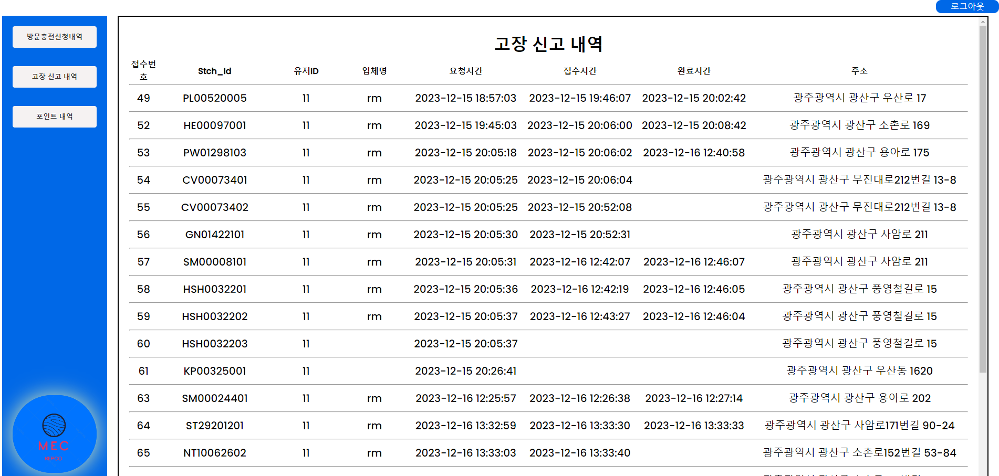 로그아웃
방문충전신청내역
고장 신고 내역
포인트 내역
MEC
고장 신고 내역
접수번호 Stch_Id 유저ID 업체명 요청시간 접수시간 완료시간 주소
49 PL00520005 11 rm 2023-12-15 18:57:03 2023-12-15 19:46:07 2023-12-15 20:02:42 광주광역시 광산구 우산로 17
52 HE00097001 11 rm 2023-12-15 19:45:03 2023-12-15 20:06:00 2023-12-15 20:08:42 광주광역시 광산구 소촌로 169
53 PW01298103 11 rm 2023-12-15 20:05:18 2023-12-15 20:06:02 2023-12-16 12:40:58 광주광역시 광산구 용아로 175
54 CV00073401 11 rm 2023-12-15 20:05:25 2023-12-15 20:06:04 광주광역시 광산구 무진대로212번길 13-8
55 CV00073402 11 rm 2023-12-15 20:05:25 2023-12-15 20:52:08 광주광역시 광산구 무진대로212번길 13-8
56 GN01422101 11 rm 2023-12-15 20:05:30 2023-12-15 20:52:31 광주광역시 광산구 사암로 211
57 SM00008101 11 rm 2023-12-15 20:05:31 2023-12-16 12:42:07 2023-12-16 12:46:07 광주광역시 광산구 사암로 211
58 HSH0032201 11 rm 2023-12-15 20:05:36 2023-12-16 12:42:19 2023-12-16 12:46:05 광주광역시 광산구 풍영철길로 15
59 HSH0032202 11 rm 2023-12-15 20:05:37 2023-12-16 12:43:27 2023-12-16 12:46:04 광주광역시 광산구 풍영철길로 15
60 HSH0032203 11 2023-12-15 20:05:37 광주광역시 광산구 풍영철길로 15
61 KP00325001 11 2023-12-15 20:26:41 광주광역시 광산구 우산동 1620
63 SM00024401 11 rm 2023-12-16 12:25:57 2023-12-16 12:26:38 2023-12-16 12:27:14 광주광역시 광산구 용아로 202
64 ST29201201 11 rm 2023-12-16 13:32:59 2023-12-16 13:33:30 2023-12-16 13:33:33 광주광역시 광산구 사암로171번길 90-24
65 NT10062602 11 rm 2023-12-16 13:33:03 2023-12-16 13:33:40 광주광역시 광산구 소촌로152번길 53-84